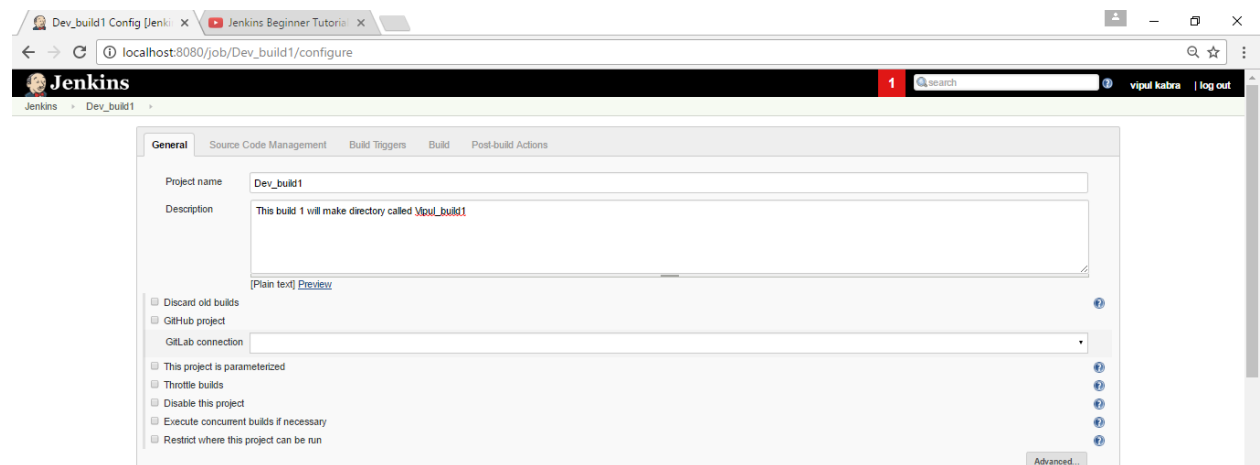 Dev_build1 Config [Jenki
Jenkins Beginner Tutorial
localhost:8080/job/Dev_build1/configure
Jenkins
1
search
vipul kabra | log out
Jenkins Dev_build1
General Source Code Management Build Triggers Build Post-build Actions
Project name Dev_build1
Description This build 1 will make directory called Vipul_build1
[Plain text] Preview
Discard old builds
GitHub project
GitLab connection
This project is parameterized
Throttle builds
Disable this project
Execute concurrent builds if necessary
Restrict where this project can be run
Advanced...